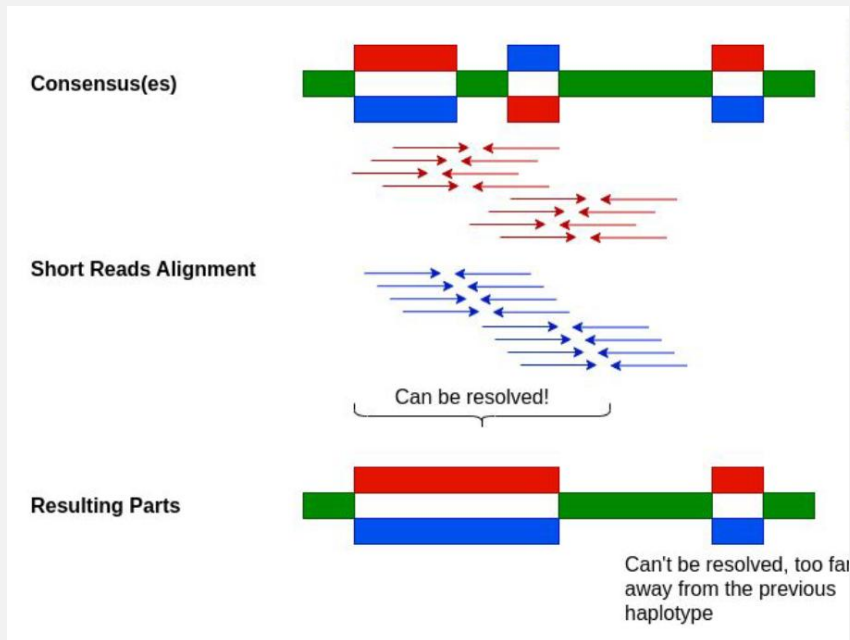 Consensus(es)
Short Reads Alignment
Can be resolved!
Resulting Parts
Can't be resolved, too far
away from the previous
haplotype